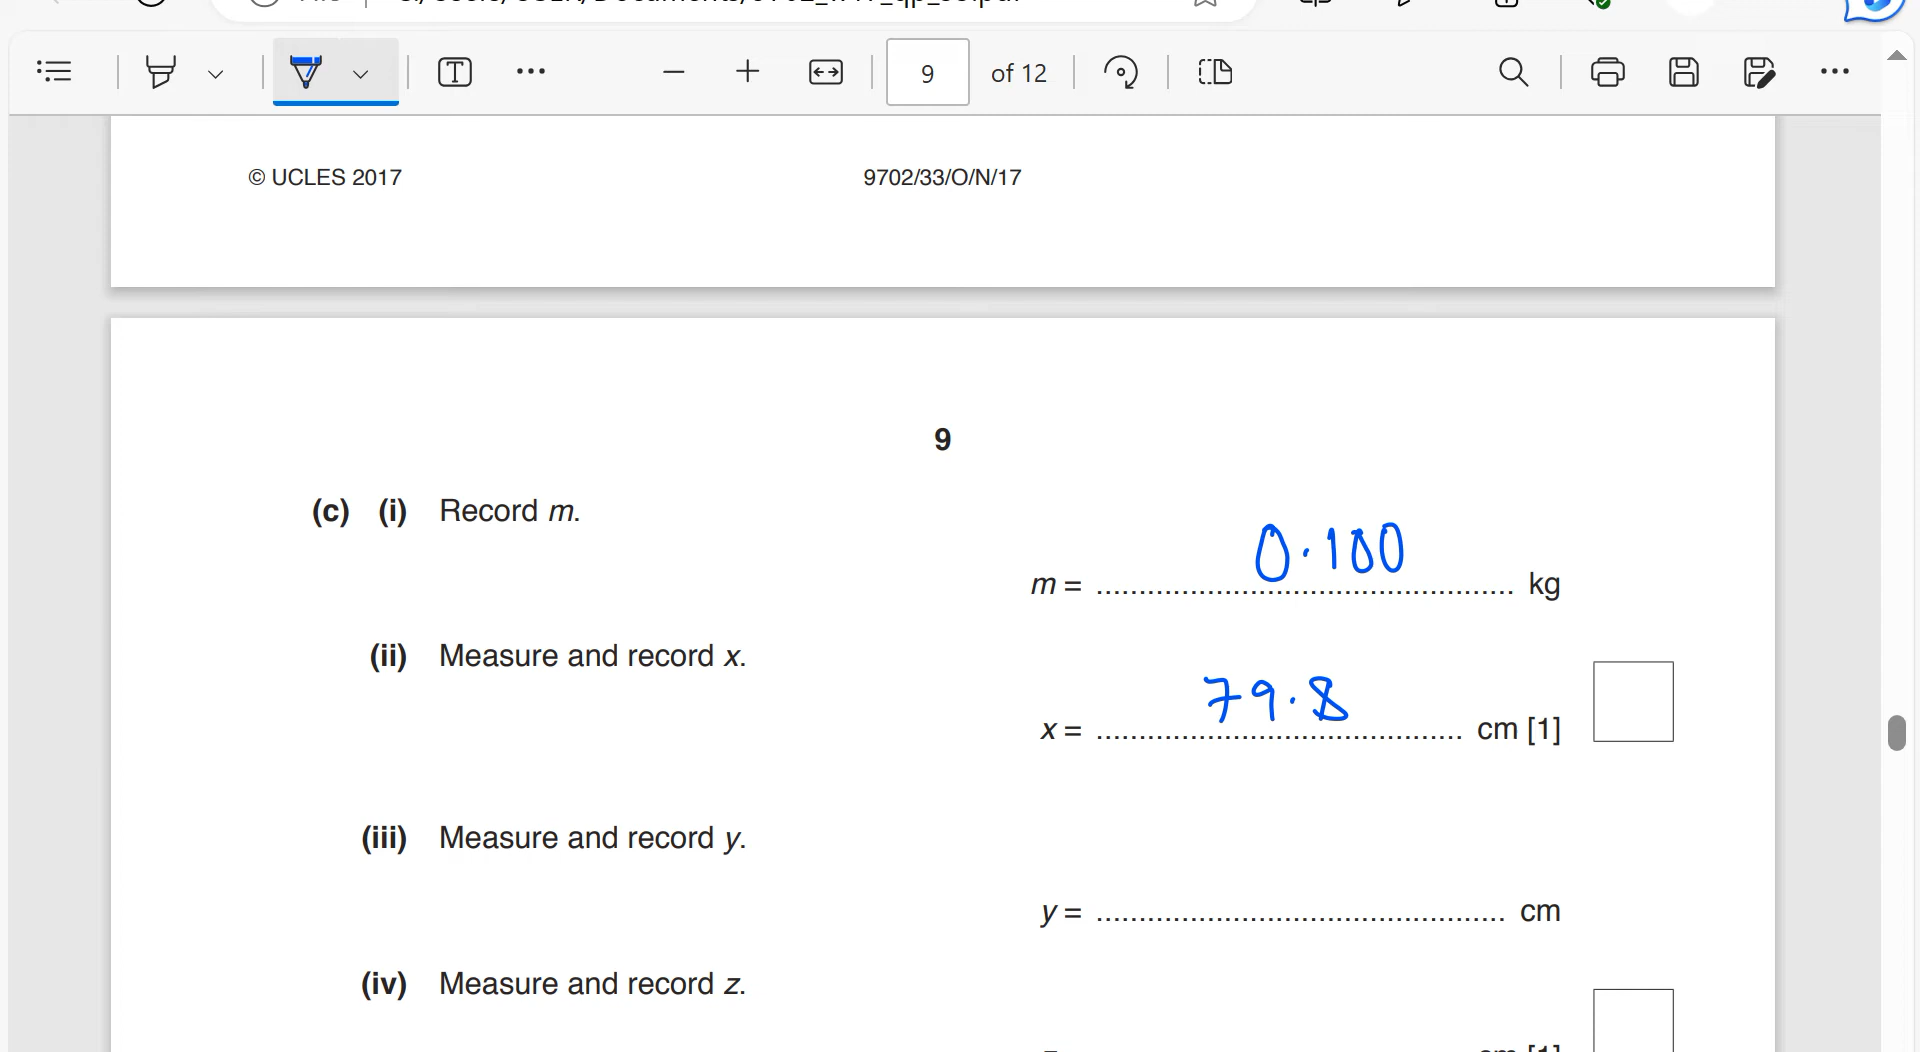 9 of 12
© UCLES 2017 9702/33/O/N/17
9
(c) (i) Record m.
0.100
m = .................................................. kg
(ii) Measure and record x.
79.8
x = ............................................ cm [1]
(iii) Measure and record y.
y = ................................................. cm
(iv) Measure and record z.